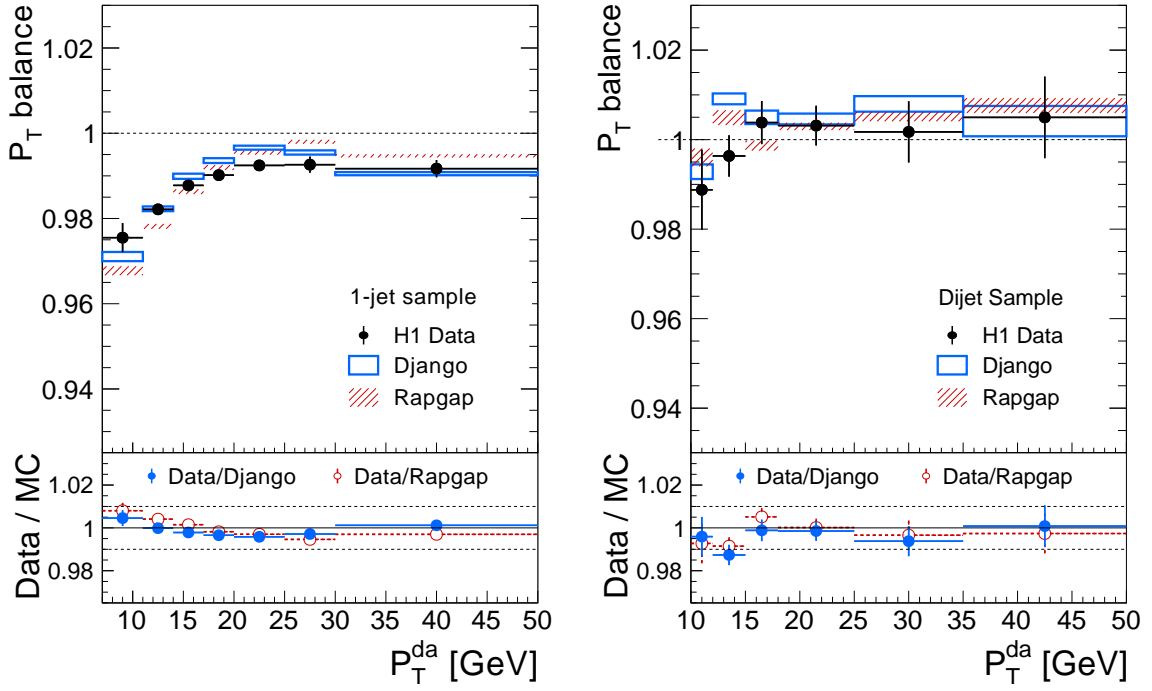 P_T balance
1.02
1
0.98
0.96
0.94
1-jet sample
H1 Data
Django
Rapgap
Data / MC
1.02
1
0.98
Data/Django
Data/Rapgap
10 15 20 25 30 35 40 45 50
P_T^da [GeV]
P_T balance
1.02
1
0.98
0.96
0.94
Dijet Sample
H1 Data
Django
Rapgap
Data / MC
1.02
1
0.98
Data/Django
Data/Rapgap
10 15 20 25 30 35 40 45 50
P_T^da [GeV]